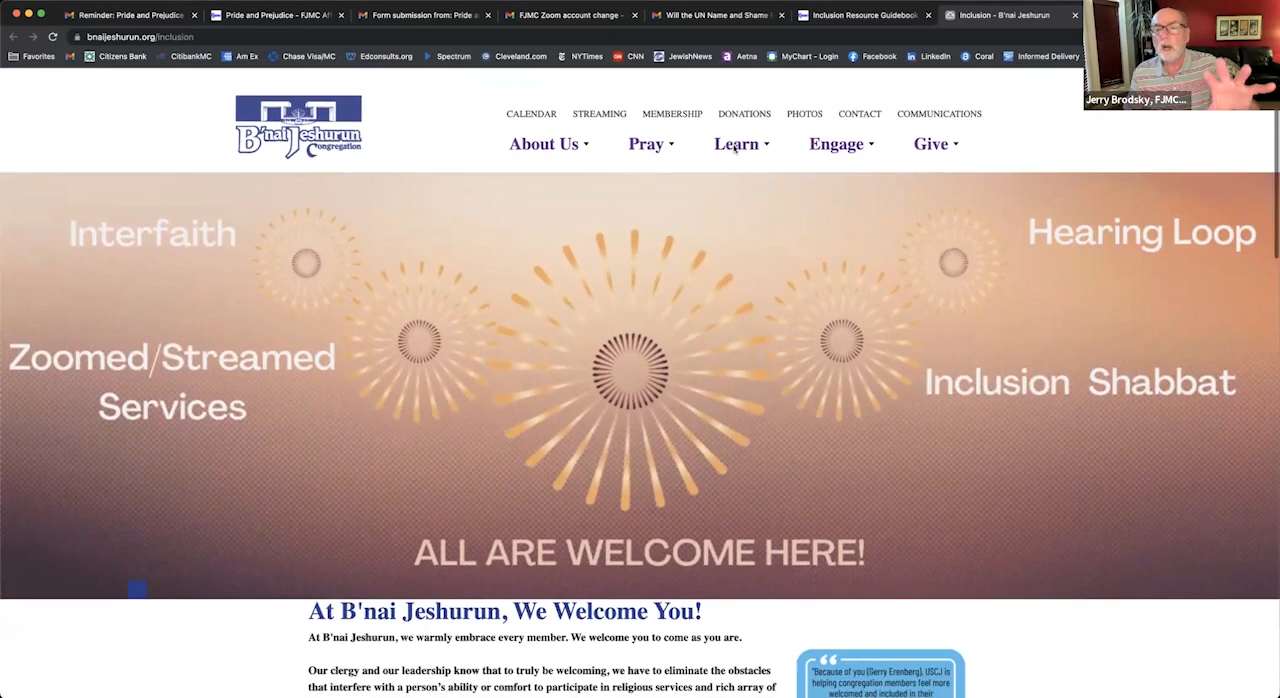 Reminder: Pride and Prejudice
Pride and Prejudice - FJMC Af
Form submission from: Pride a
FJMC Zoom account change -
Will the UN Name and Shame
Inclusion Resource Guidebook
Inclusion - B'nai Jeshurun
bnaijeshurun.org/inclusion
Favorites
Citizens Bank
CitibankMC
Am Ex
Chase Visa/MC
Edconsults.org
Spectrum
Cleveland.com
NYTimes
CNN
JewishNews
Aetna
MyChart - Login
Facebook
LinkedIn
Coral
Informed Delivery
Jerry Brodsky, FJMC...
B'nai Jeshurun
Congregation
CALENDAR STREAMING MEMBERSHIP DONATIONS PHOTOS CONTACT COMMUNICATIONS
About Us Pray Learn Engage Give
Interfaith
Hearing Loop
Zoomed/Streamed
Services
Inclusion Shabbat
ALL ARE WELCOME HERE!
At B'nai Jeshurun, We Welcome You!
At B'nai Jeshurun, we warmly embrace every member. We welcome you to come as you are.
Our clergy and our leadership know that to truly be welcoming, we have to eliminate the obstacles
that interfere with a person's ability or comfort to participate in religious services and rich array of
"Because of you (Gerry Erenberg), USCJ is
helping congregation members feel more
welcomed and included in their